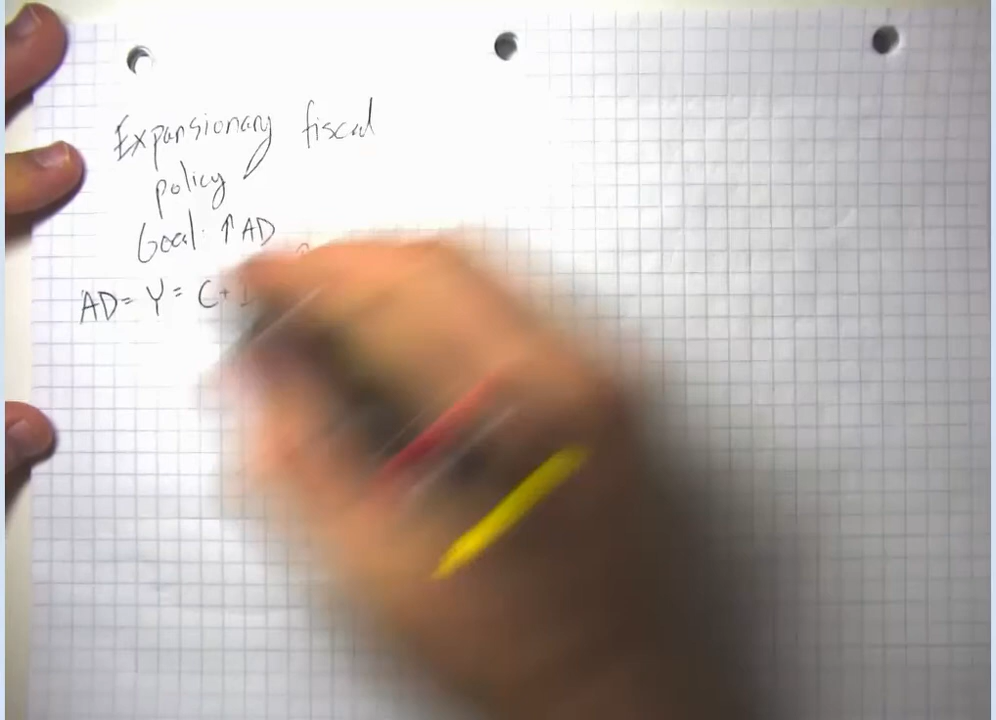 Expansionary fiscal
policy
Goal: ↑ AD
AD = Y = C + I